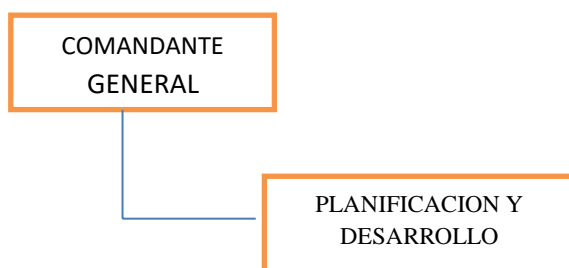 COMANDANTE
GENERAL
PLANIFICACION Y
DESARROLLO